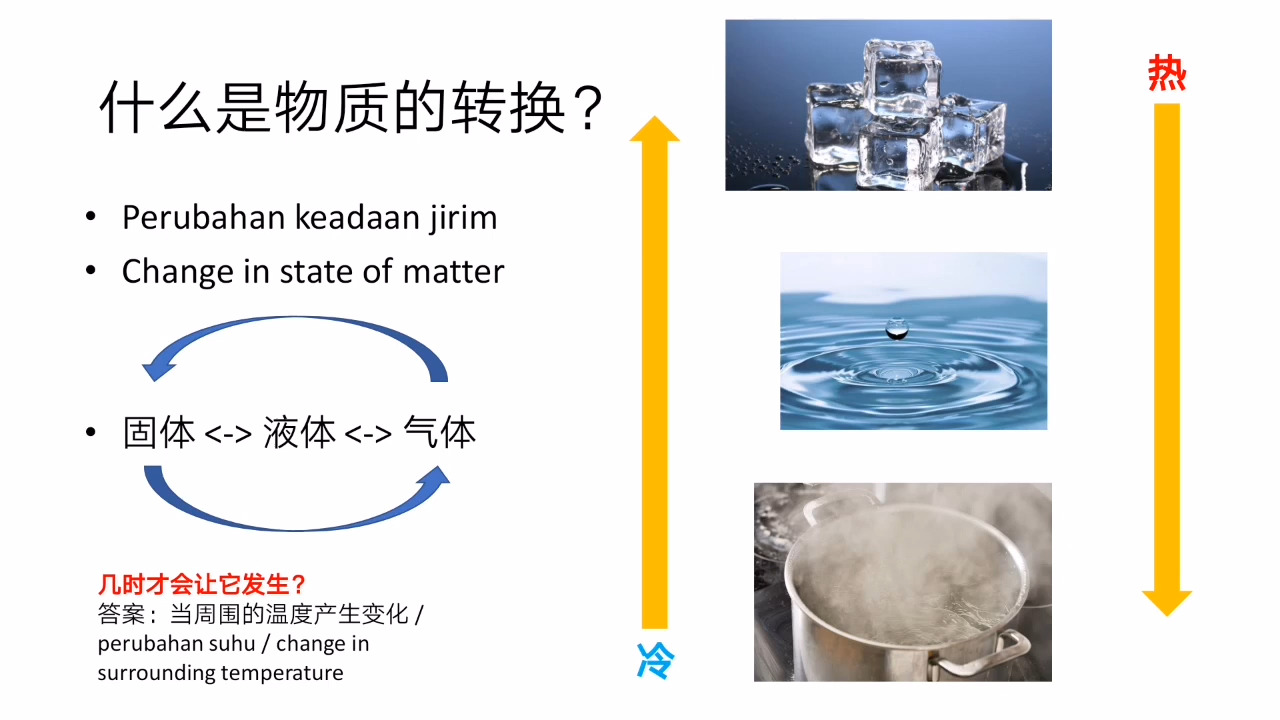 什么是物质的转换？
• Perubahan keadaan jirim
• Change in state of matter
• 固体 <-> 液体 <-> 气体
几时才会让它发生？
答案：当周围的温度产生变化 /
perubahan suhu / change in
surrounding temperature
冷
热